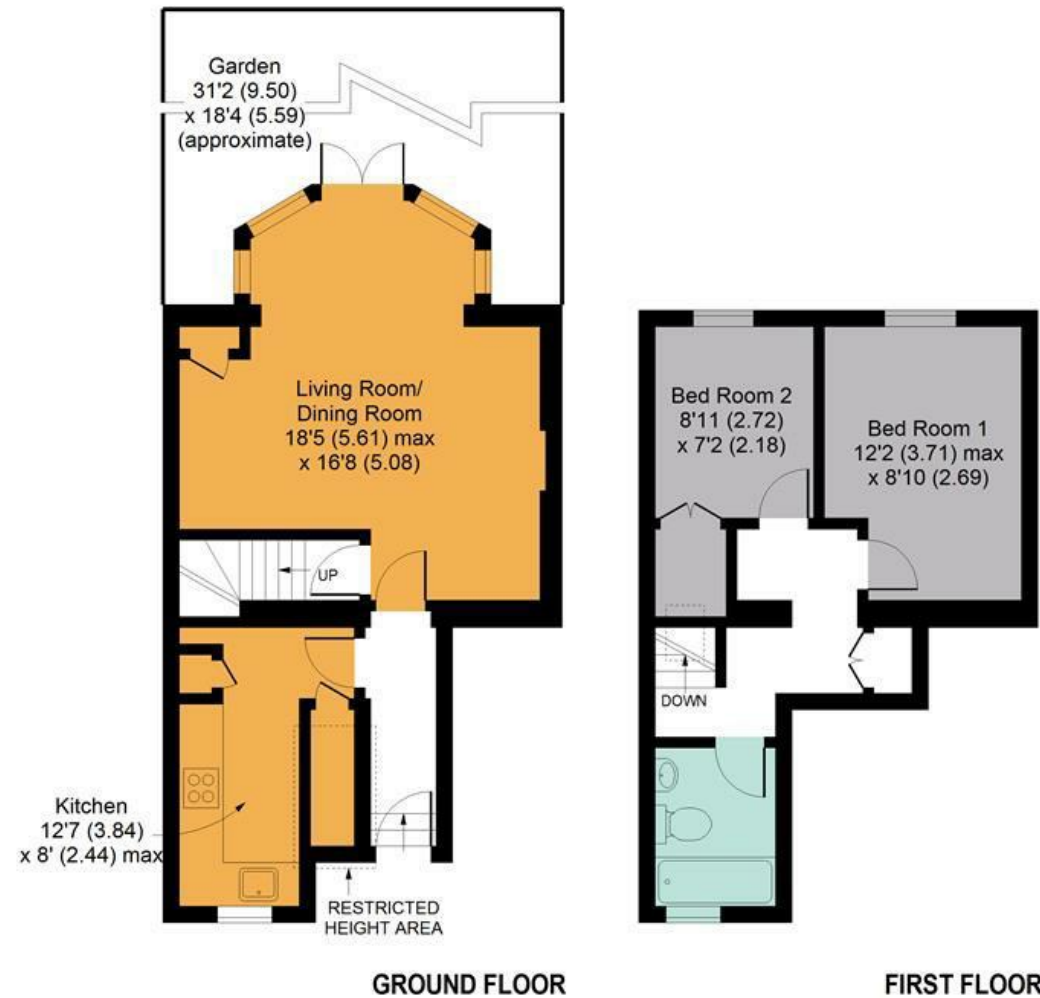 Garden
31'2 (9.50)
x 18'4 (5.59)
(approximate)
Living Room/
Dining Room
18'5 (5.61) max
x 16'8 (5.08)
UP
Kitchen
12'7 (3.84)
x 8' (2.44) max
RESTRICTED
HEIGHT AREA
GROUND FLOOR
Bed Room 2
8'11 (2.72)
x 7'2 (2.18)
Bed Room 1
12'2 (3.71) max
x 8'10 (2.69)
DOWN
FIRST FLOOR